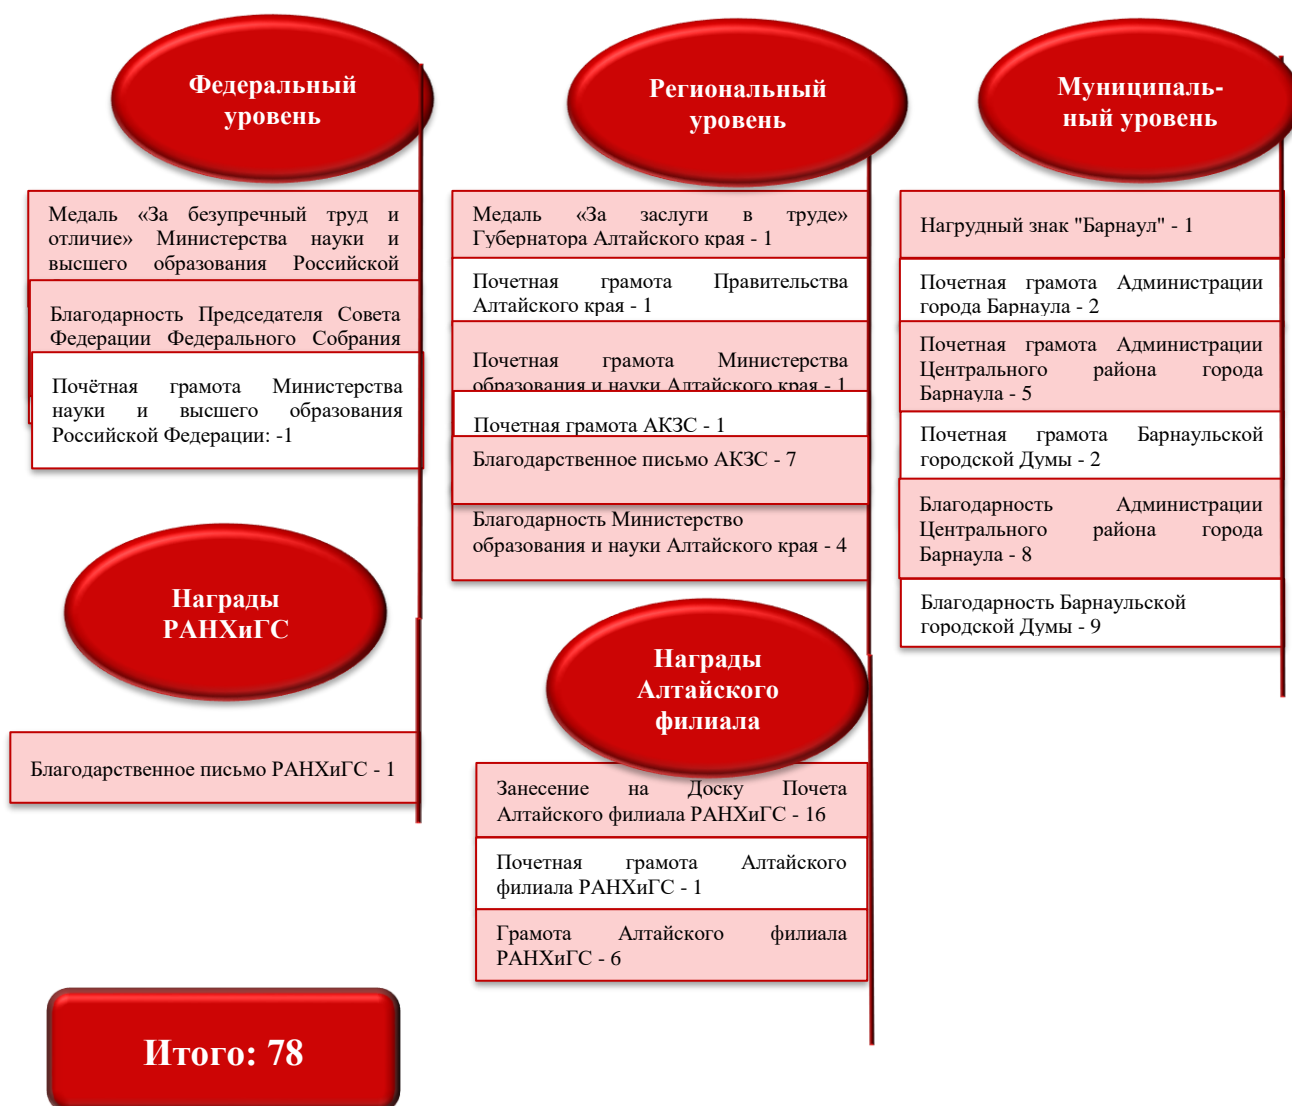 Федеральный
уровень
Медаль «За безупречный труд и
отличие» Министерства науки и
высшего образования Российской
Благодарность Председателя Совета
Федерации Федерального Собрания
Почётная грамота Министерства
науки и высшего образования
Российской Федерации: -1
Награды
РАНХиГС
Благодарственное письмо РАНХиГС - 1
Региональный
уровень
Медаль «За заслуги в труде»
Губернатора Алтайского края - 1
Почетная грамота Правительства
Алтайского края - 1
Почетная грамота Министерства
образования и науки Алтайского края - 1
Почетная грамота АКЗС - 1
Благодарственное письмо АКЗС - 7
Благодарность Министерство
образования и науки Алтайского края - 4
Награды
Алтайского
филиала
Занесение на Доску Почета
Алтайского филиала РАНХиГС - 16
Почетная грамота Алтайского
филиала РАНХиГС - 1
Грамота Алтайского филиала
РАНХиГС - 6
Муниципаль-
ный уровень
Нагрудный знак "Барнаул" - 1
Почетная грамота Администрации
города Барнаула - 2
Почетная грамота Администрации
Центрального района города
Барнаула - 5
Почетная грамота Барнаульской
городской Думы - 2
Благодарность Администрации
Центрального района города
Барнаула - 8
Благодарность Барнаульской
городской Думы - 9
Итого: 78